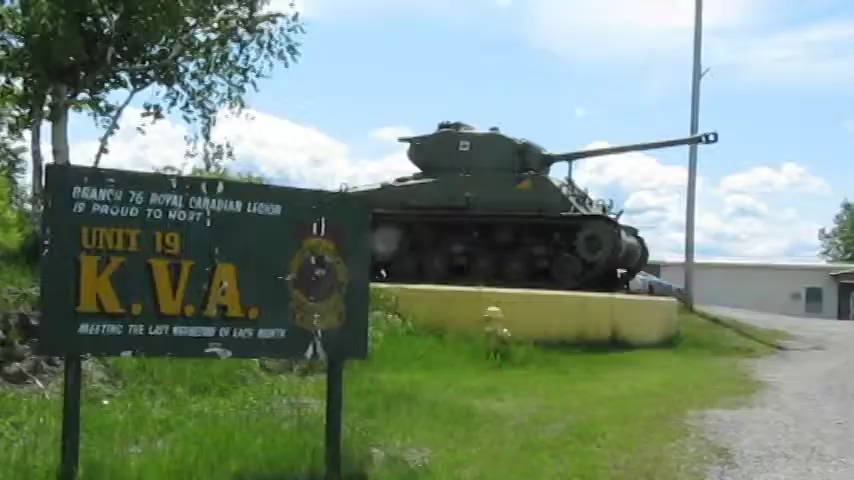 BRANCH 76 ROYAL CANADIAN LEGION
IS PROUD TO HOST
UNIT 19
K.V.A.
MEETING THE LAST WEDNESDAY OF EACH MONTH